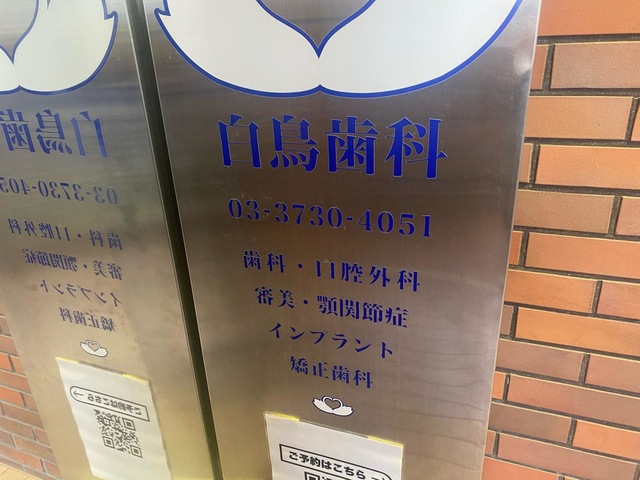 白鳥歯科
03-3730-4051
歯科・口腔外科
審美・顎関節症
インプラント
矯正歯科
ご予約はこちら→